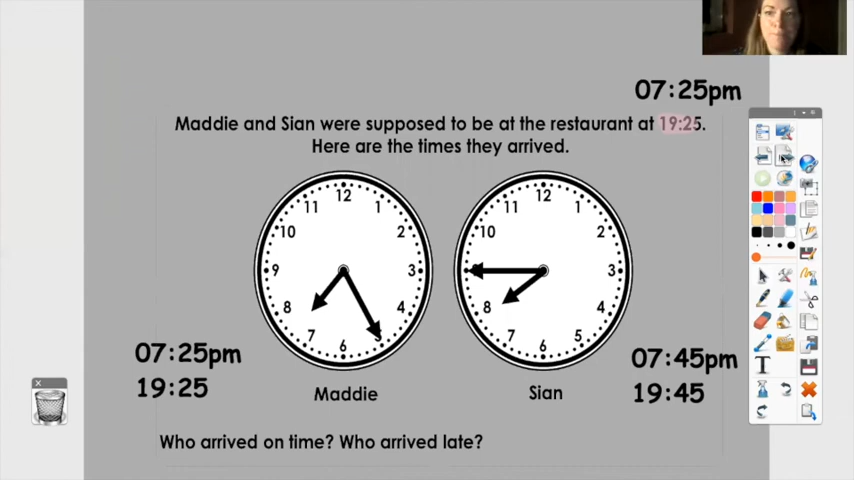 07:25pm
Maddie and Sian were supposed to be at the restaurant at 19:25.
Here are the times they arrived.
12
11
1
10
2
9
3
8
4
7
6
12
11
1
10
2
3
8
4
7
5
6
07:25pm
19:25
07:45pm
19:45
Maddie
Sian
Who arrived on time? Who arrived late?
T